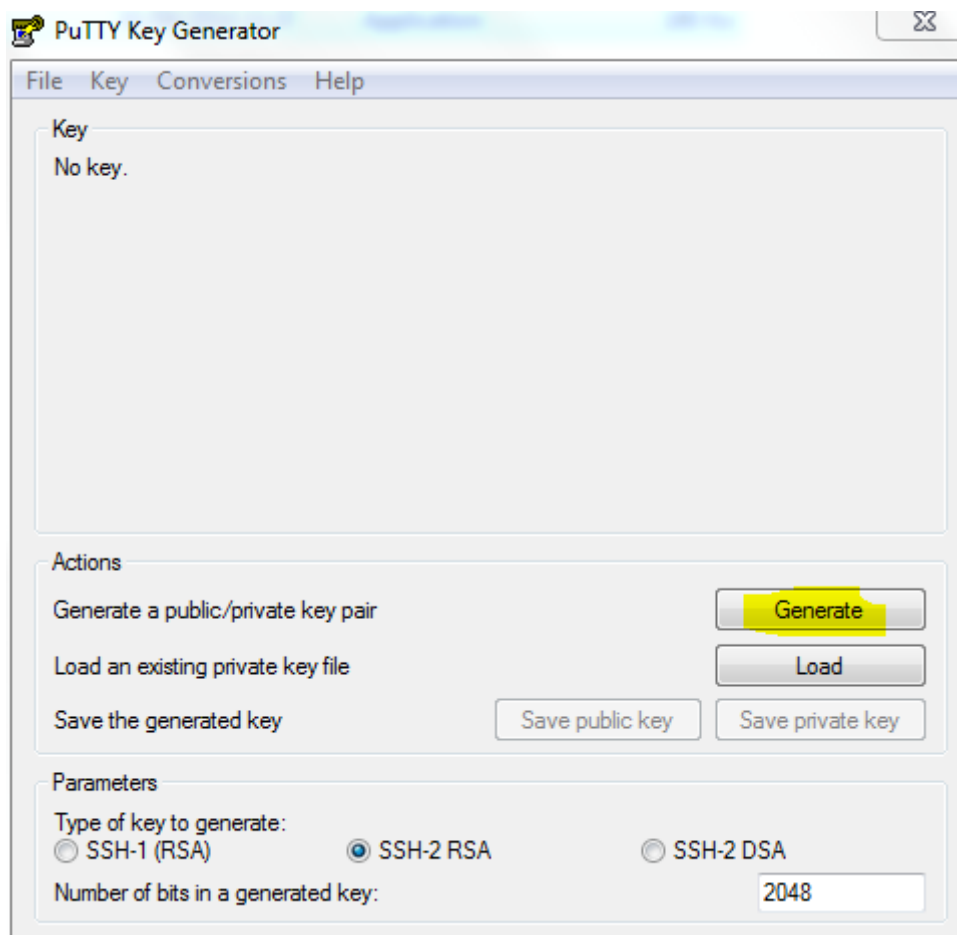 PuTTY Key Generator
File Key Conversions Help
Key
No key.
Actions
Generate a public/private key pair Generate
Load an existing private key file Load
Save the generated key Save public key Save private key
Parameters
Type of key to generate:
SSH-1 (RSA) SSH-2 RSA SSH-2 DSA
Number of bits in a generated key: 2048